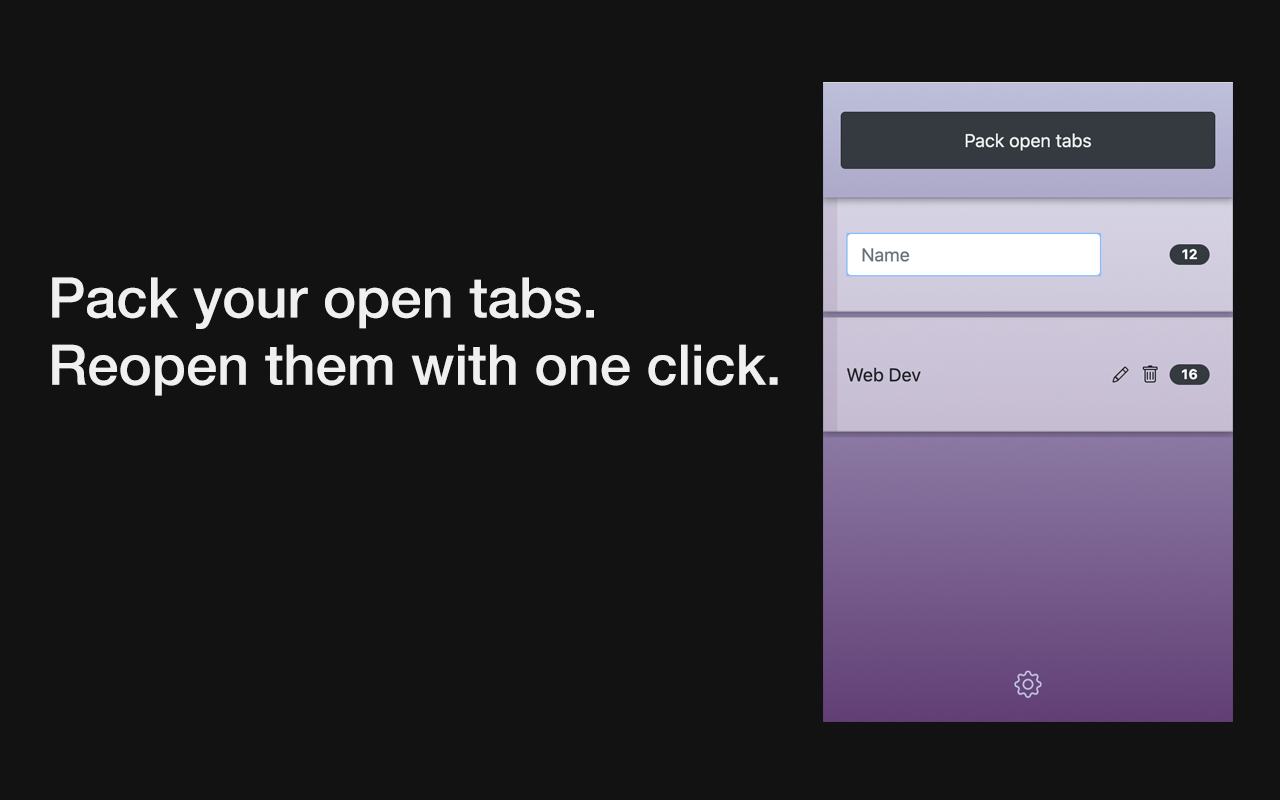 Pack your open tabs.
Reopen them with one click.
Pack open tabs
Name
12
Web Dev
16